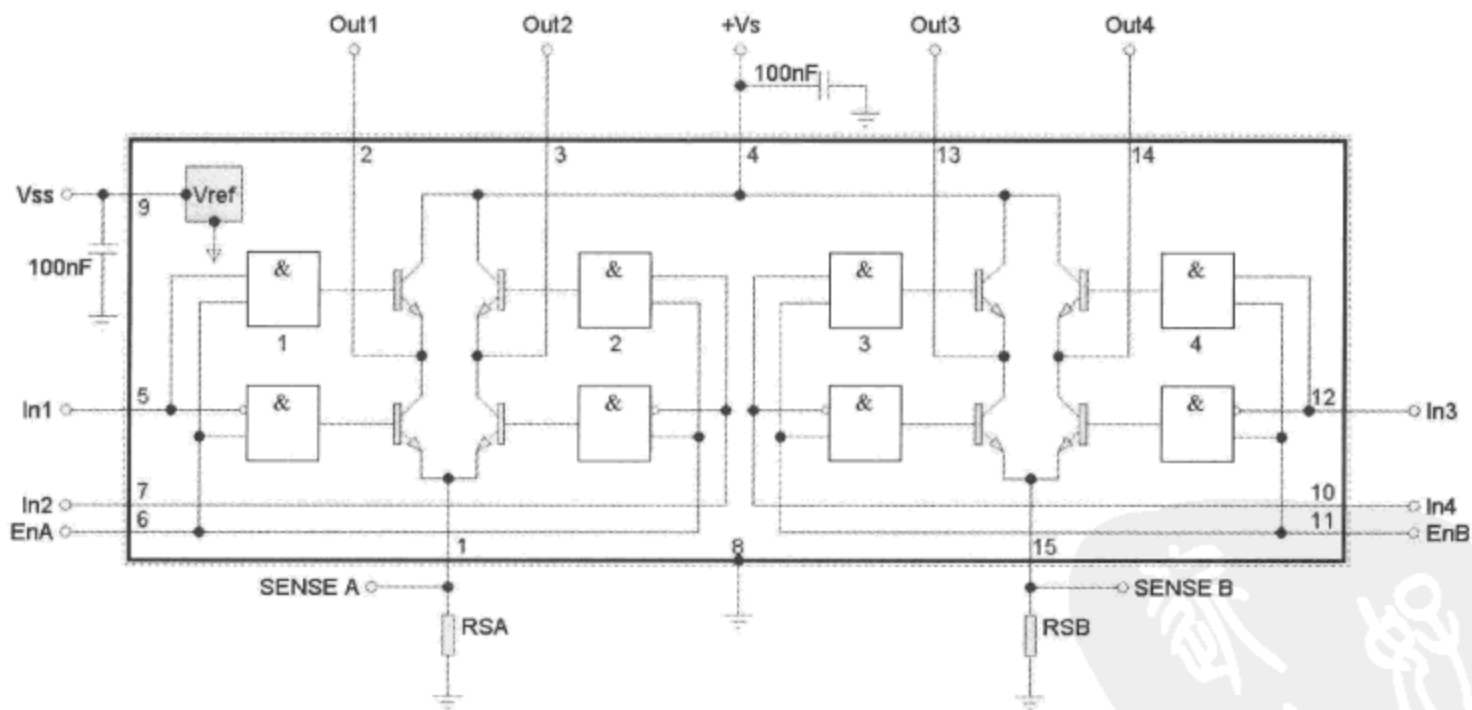 Out1 Out2 +Vs Out3 Out4
100nF
2 3 4 13 14
Vss 9 Vref
100nF
& & & &
1 2 3 4
In1 5 & & & & 12 In3
In2 7 10 In4
EnA 6 11 EnB
1 8 15
SENSE A SENSE B
RSA RSB